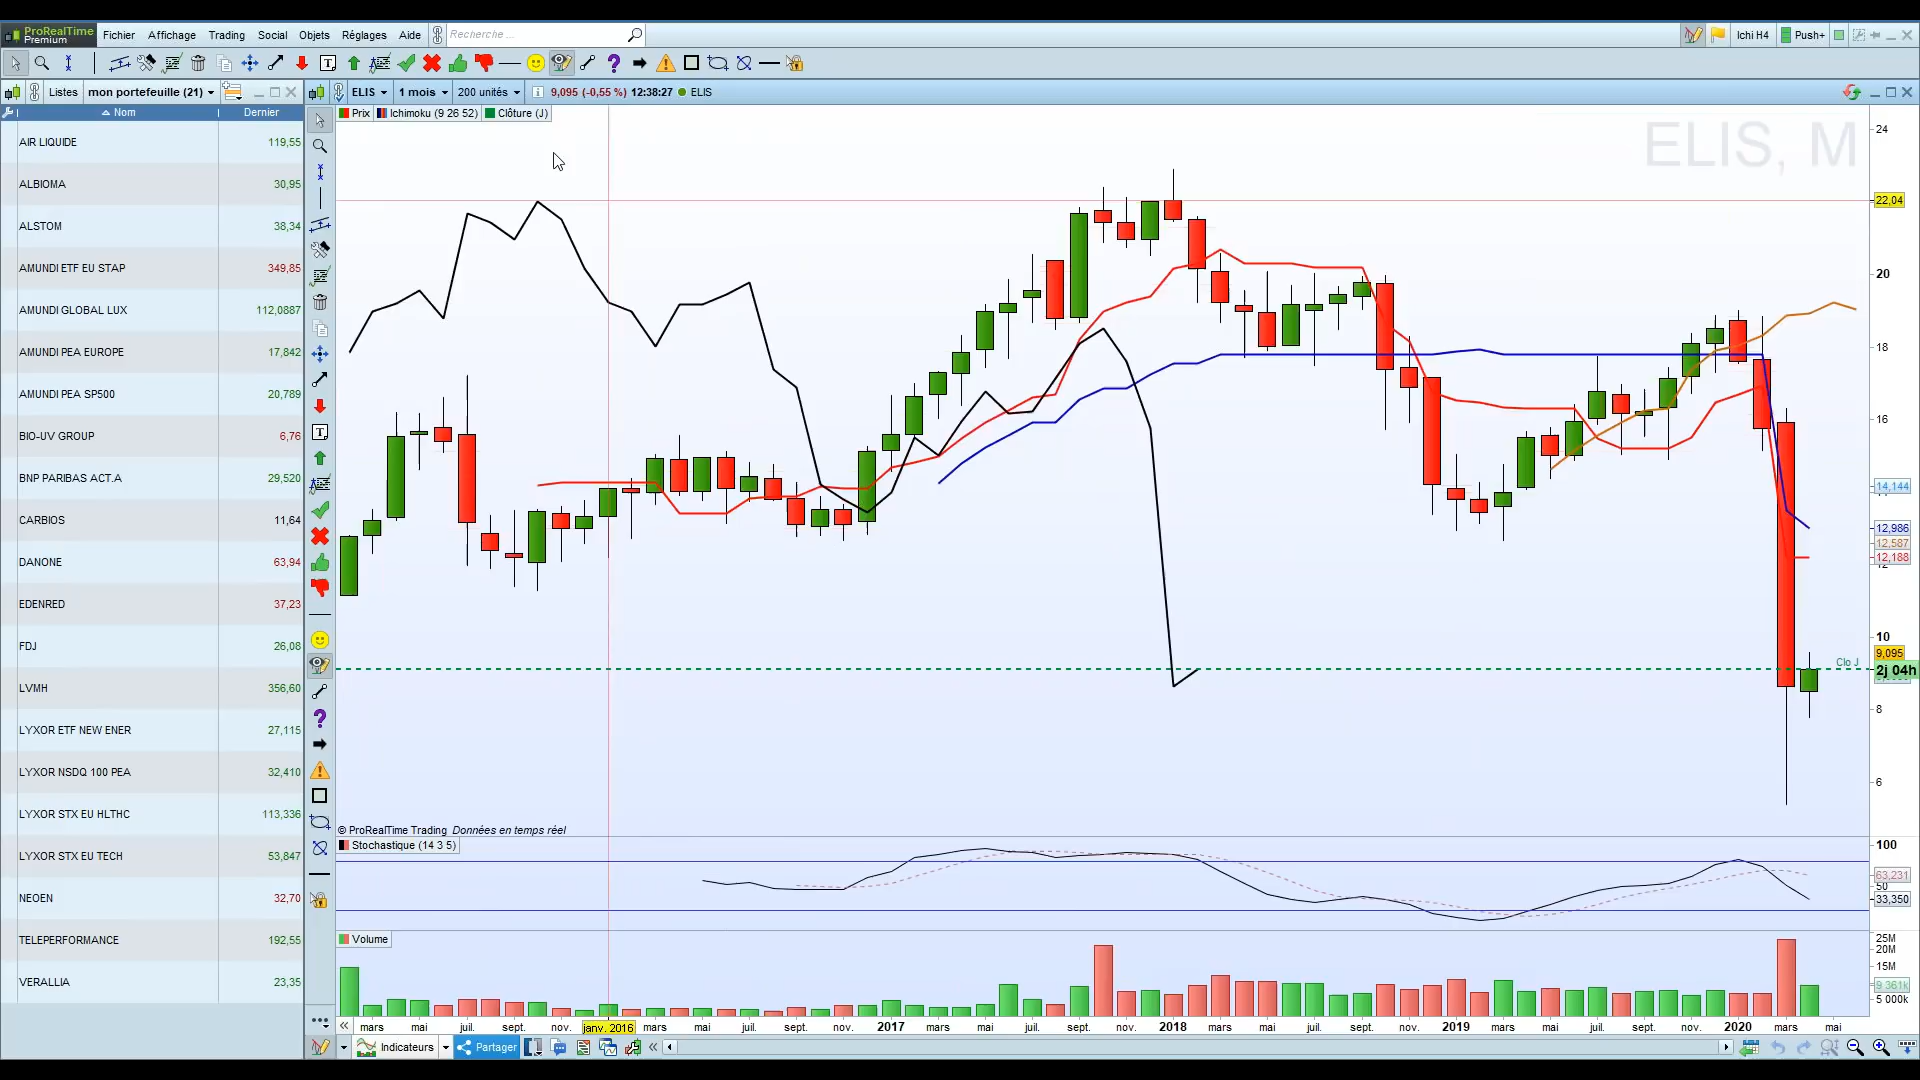 ProRealTime
Premium
Fichier Affichage Trading Social Objets Réglages Aide Recherche... Ichi H4 Push+
Listes mon portefeuille (21) ELIS 1 mois 200 unités 9,095 (-0,55 %) 12:38:27 ELIS
Nom Dernier
AIR LIQUIDE 119,55
ALBIOMA 30,95
ALSTOM 38,34
AMUNDI ETF EU STAP 349,85
AMUNDI GLOBAL LUX 112,0887
AMUNDI PEA EUROPE 17,842
AMUNDI PEA SP500 20,789
BIO-UV GROUP 6,76
BNP PARIBAS ACT.A 29,520
CARBIOS 11,64
DANONE 63,94
EDENRED 37,23
FDJ 26,08
LVMH 356,60
LYXOR ETF NEW ENER 27,115
LYXOR NSDQ 100 PEA 32,410
LYXOR STX EU HLTHC 113,336
LYXOR STX EU TECH 53,847
NEOEN 32,70
TELEPERFORMANCE 192,55
VERALLIA 23,35
Prix Ichimoku (9 26 52) Clôture (J)
ELIS, M
24
22,04
20
18
16
14,144
12,986
12,587
12,188
10
9,095
Clo J
2j 04h
8
6
© ProRealTime Trading Données en temps réel
Stochastique (14 3 5)
100
63,231
50
33,350
Volume
25M
20M
15M
9 361k
5 000k
mars mai juil. sept. nov. janv. 2016 mars mai juil. sept. nov. 2017 mars mai juil. sept. nov. 2018 mars mai juil. sept. nov. 2019 mars mai juil. sept. nov. 2020 mars mai
Indicateurs Partager